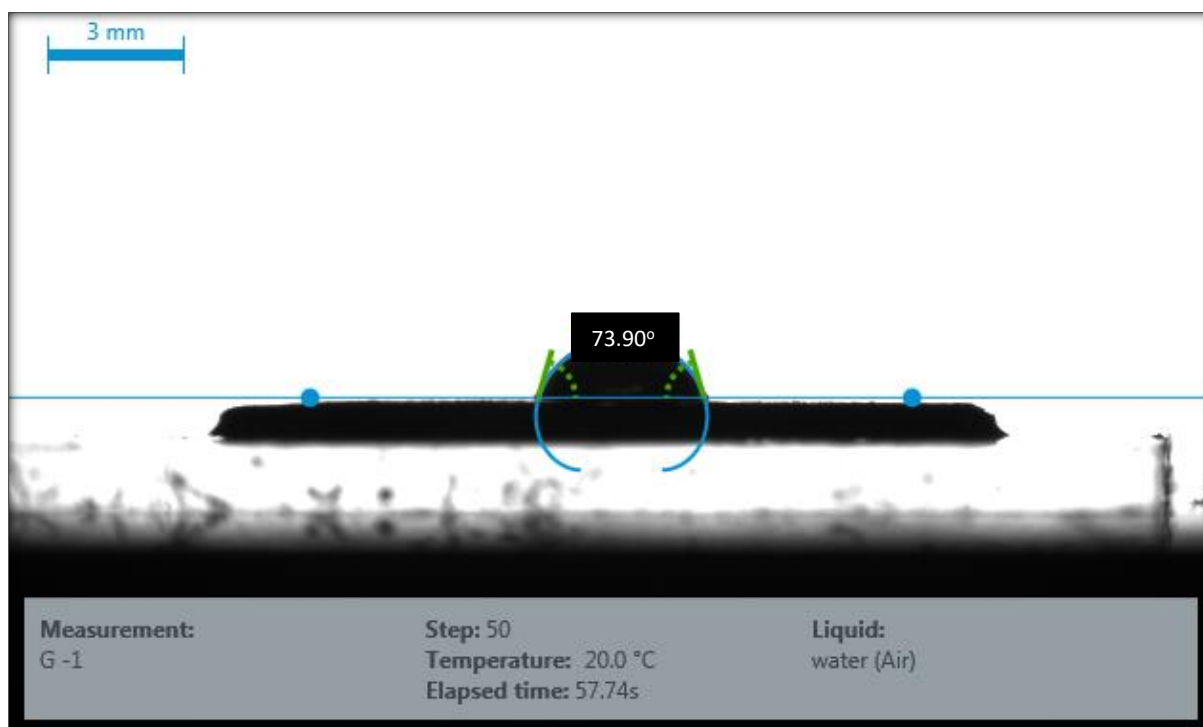 3 mm
73.90°
Measurement:
G -1
Step: 50
Temperature: 20.0 °C
Elapsed time: 57.74s
Liquid:
water (Air)